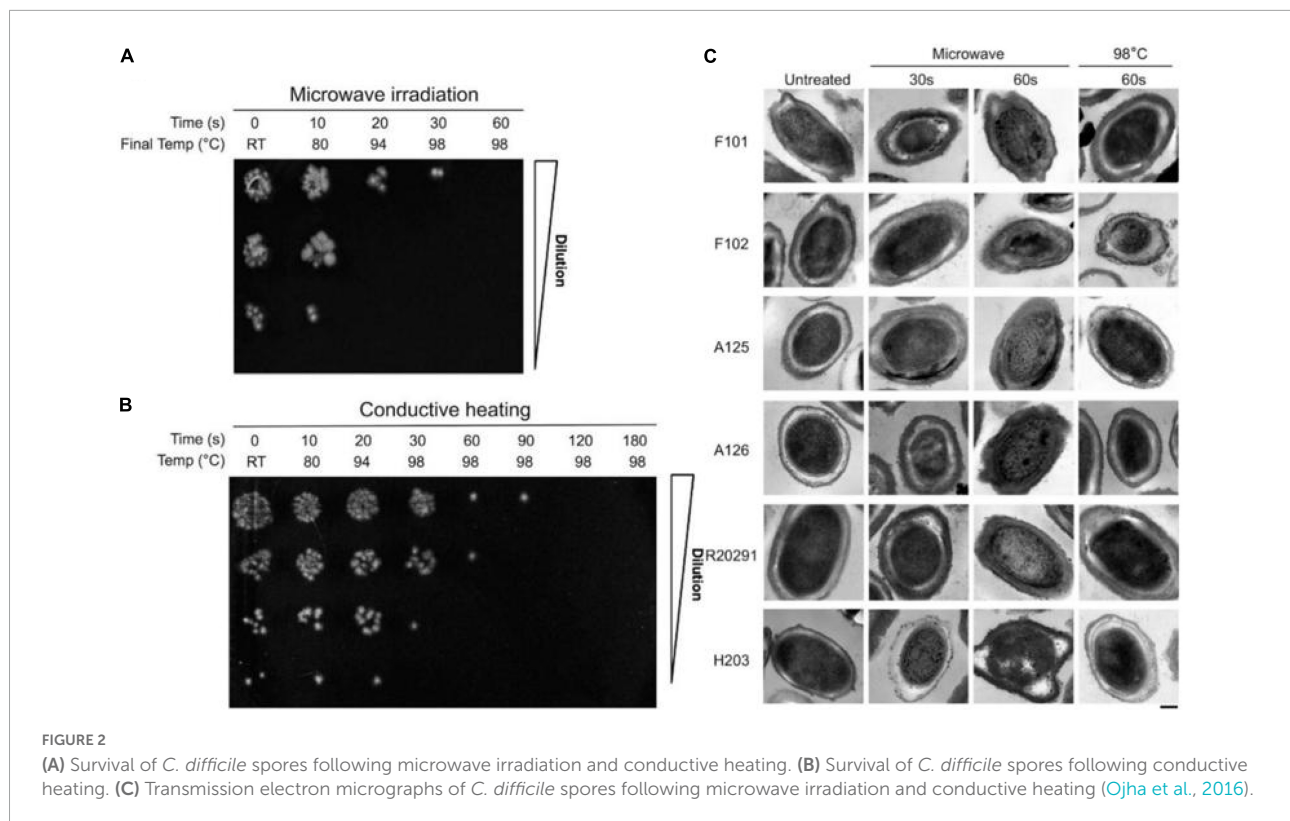 A
Microwave irradiation
Time (s) 0 10 20 30 60
Final Temp (°C) RT 80 94 98 98
Dilution
B
Conductive heating
Time (s) 0 10 20 30 60 90 120 180
Temp (°C) RT 80 94 98 98 98 98 98
Dilution
C
Microwave 98°C
Untreated 30s 60s 60s
F101
F102
A125
A126
R20291
H203
FIGURE 2
(A) Survival of C. difficile spores following microwave irradiation and conductive heating. (B) Survival of C. difficile spores following conductive
heating. (C) Transmission electron micrographs of C. difficile spores following microwave irradiation and conductive heating (Ojha et al., 2016).